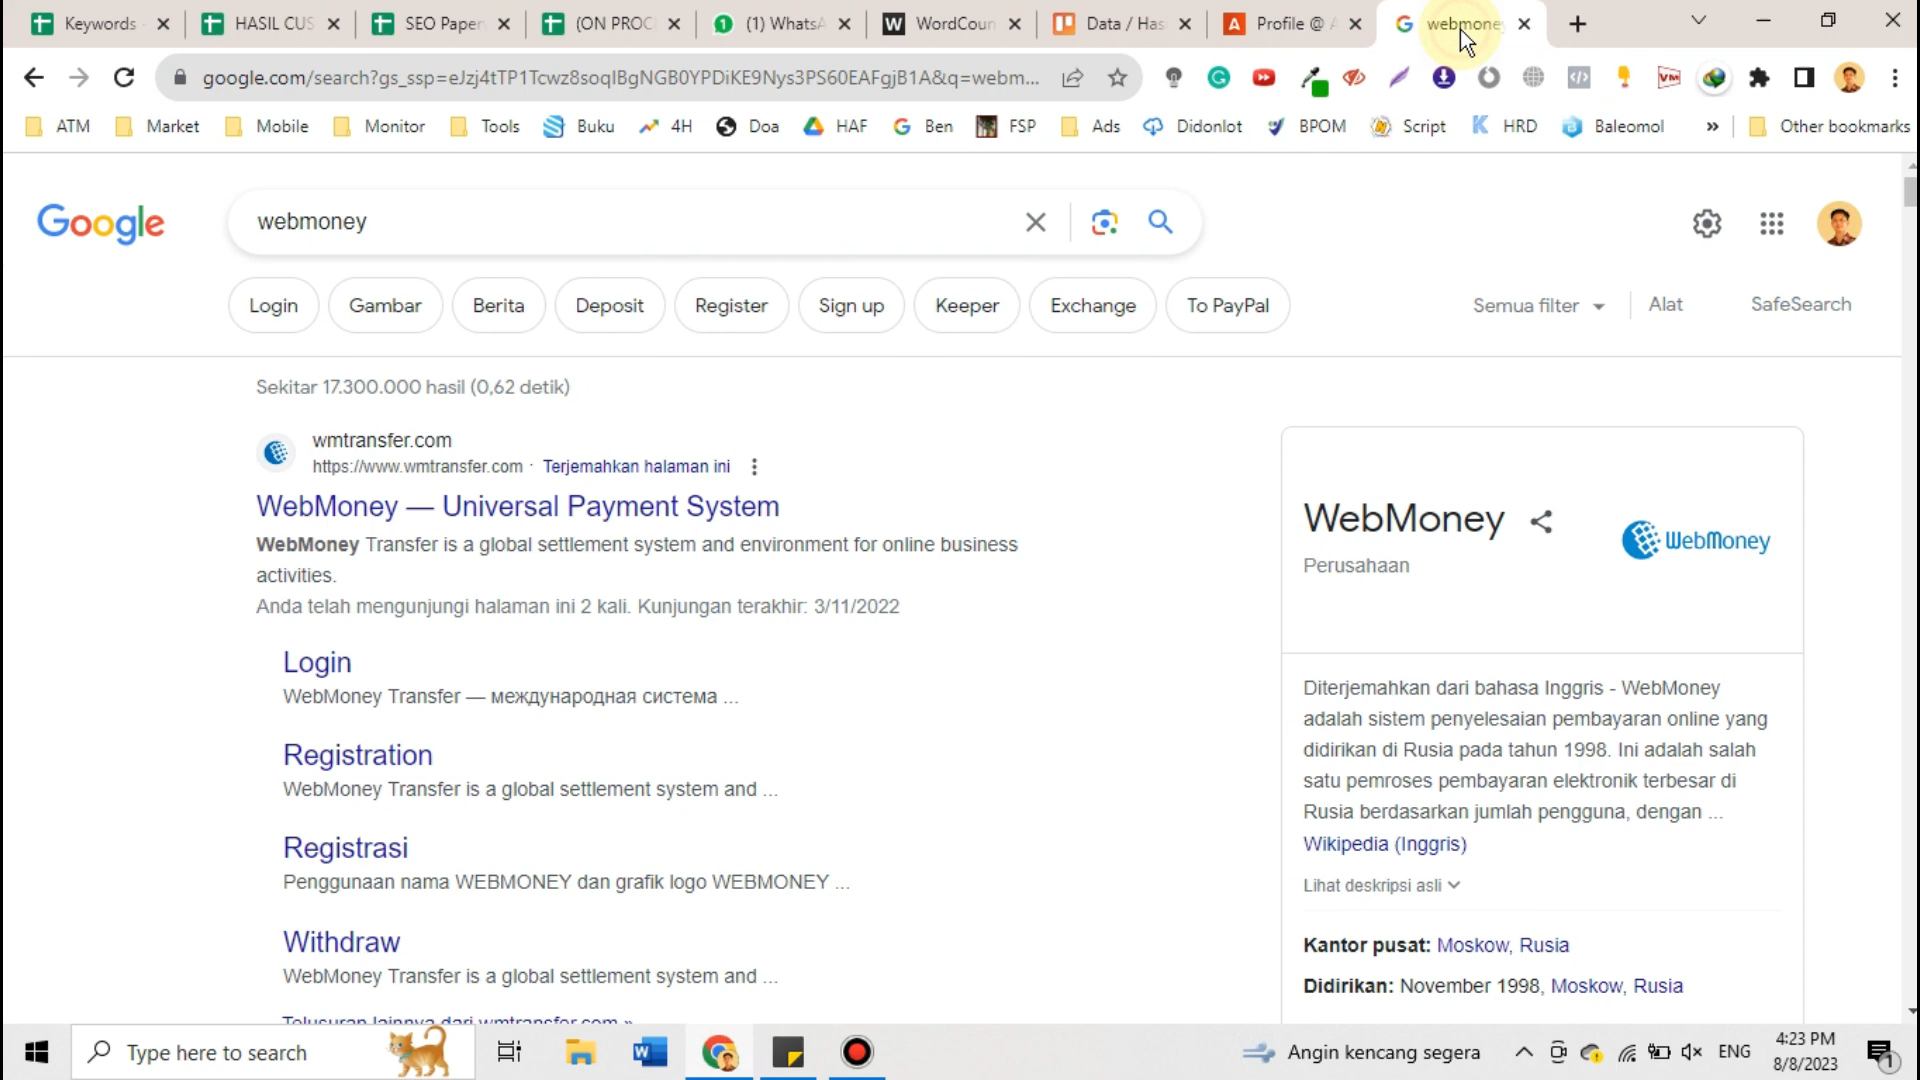 Keywords -
HASIL CUS
SEO Paper
(ON PROC
(1) WhatsA
WordCoun
Data / Has
Profile @ A
webmoney
google.com/search?gs_ssp=eJzj4tTP1Tcwz8soqlBgNGB0YPDiKE9Nys3PS60EAFgjB1A&q=webm...
ATM
Market
Mobile
Monitor
Tools
Buku
4H
Doa
HAF
Ben
FSP
Ads
Didonlot
BPOM
Script
HRD
Baleomol
»
Other bookmarks
Google
webmoney
Login
Gambar
Berita
Deposit
Register
Sign up
Keeper
Exchange
To PayPal
Semua filter
Alat
SafeSearch
Sekitar 17.300.000 hasil (0,62 detik)
wmtransfer.com
https://www.wmtransfer.com · Terjemahkan halaman ini
WebMoney — Universal Payment System
WebMoney Transfer is a global settlement system and environment for online business
activities.
Anda telah mengunjungi halaman ini 2 kali. Kunjungan terakhir: 3/11/2022
Login
WebMoney Transfer — международная система ...
Registration
WebMoney Transfer is a global settlement system and ...
Registrasi
Penggunaan nama WEBMONEY dan grafik logo WEBMONEY ...
Withdraw
WebMoney Transfer is a global settlement system and ...
Telusuran lainnya dari wmtransfer.com »
WebMoney
WebMoney
Perusahaan
Diterjemahkan dari bahasa Inggris - WebMoney
adalah sistem penyelesaian pembayaran online yang
didirikan di Rusia pada tahun 1998. Ini adalah salah
satu pemroses pembayaran elektronik terbesar di
Rusia berdasarkan jumlah pengguna, dengan ...
Wikipedia (Inggris)
Lihat deskripsi asli
Kantor pusat: Moskow, Rusia
Didirikan: November 1998, Moskow, Rusia
Type here to search
Angin kencang segera
ENG
4:23 PM
8/8/2023
1